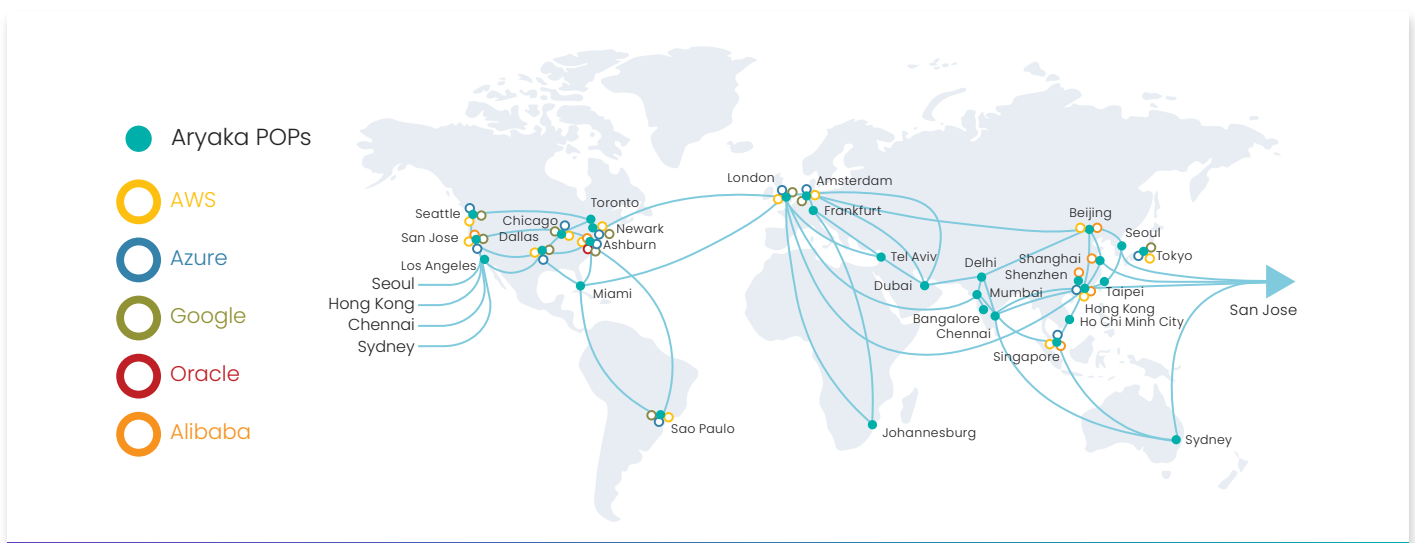 Aryaka POPs
AWS
Azure
Google
Oracle
Alibaba
Seattle
San Jose
Los Angeles
Seoul
Hong Kong
Chennai
Sydney
Chicago
Dallas
Toronto
Newark
Ashburn
Miami
Sao Paulo
London
Amsterdam
Frankfurt
Tel Aviv
Dubai
Johannesburg
Delhi
Mumbai
Bangalore
Chennai
Singapore
Beijing
Shanghai
Shenzhen
Seoul
Tokyo
Taipei
Hong Kong
Ho Chi Minh City
Sydney
San Jose